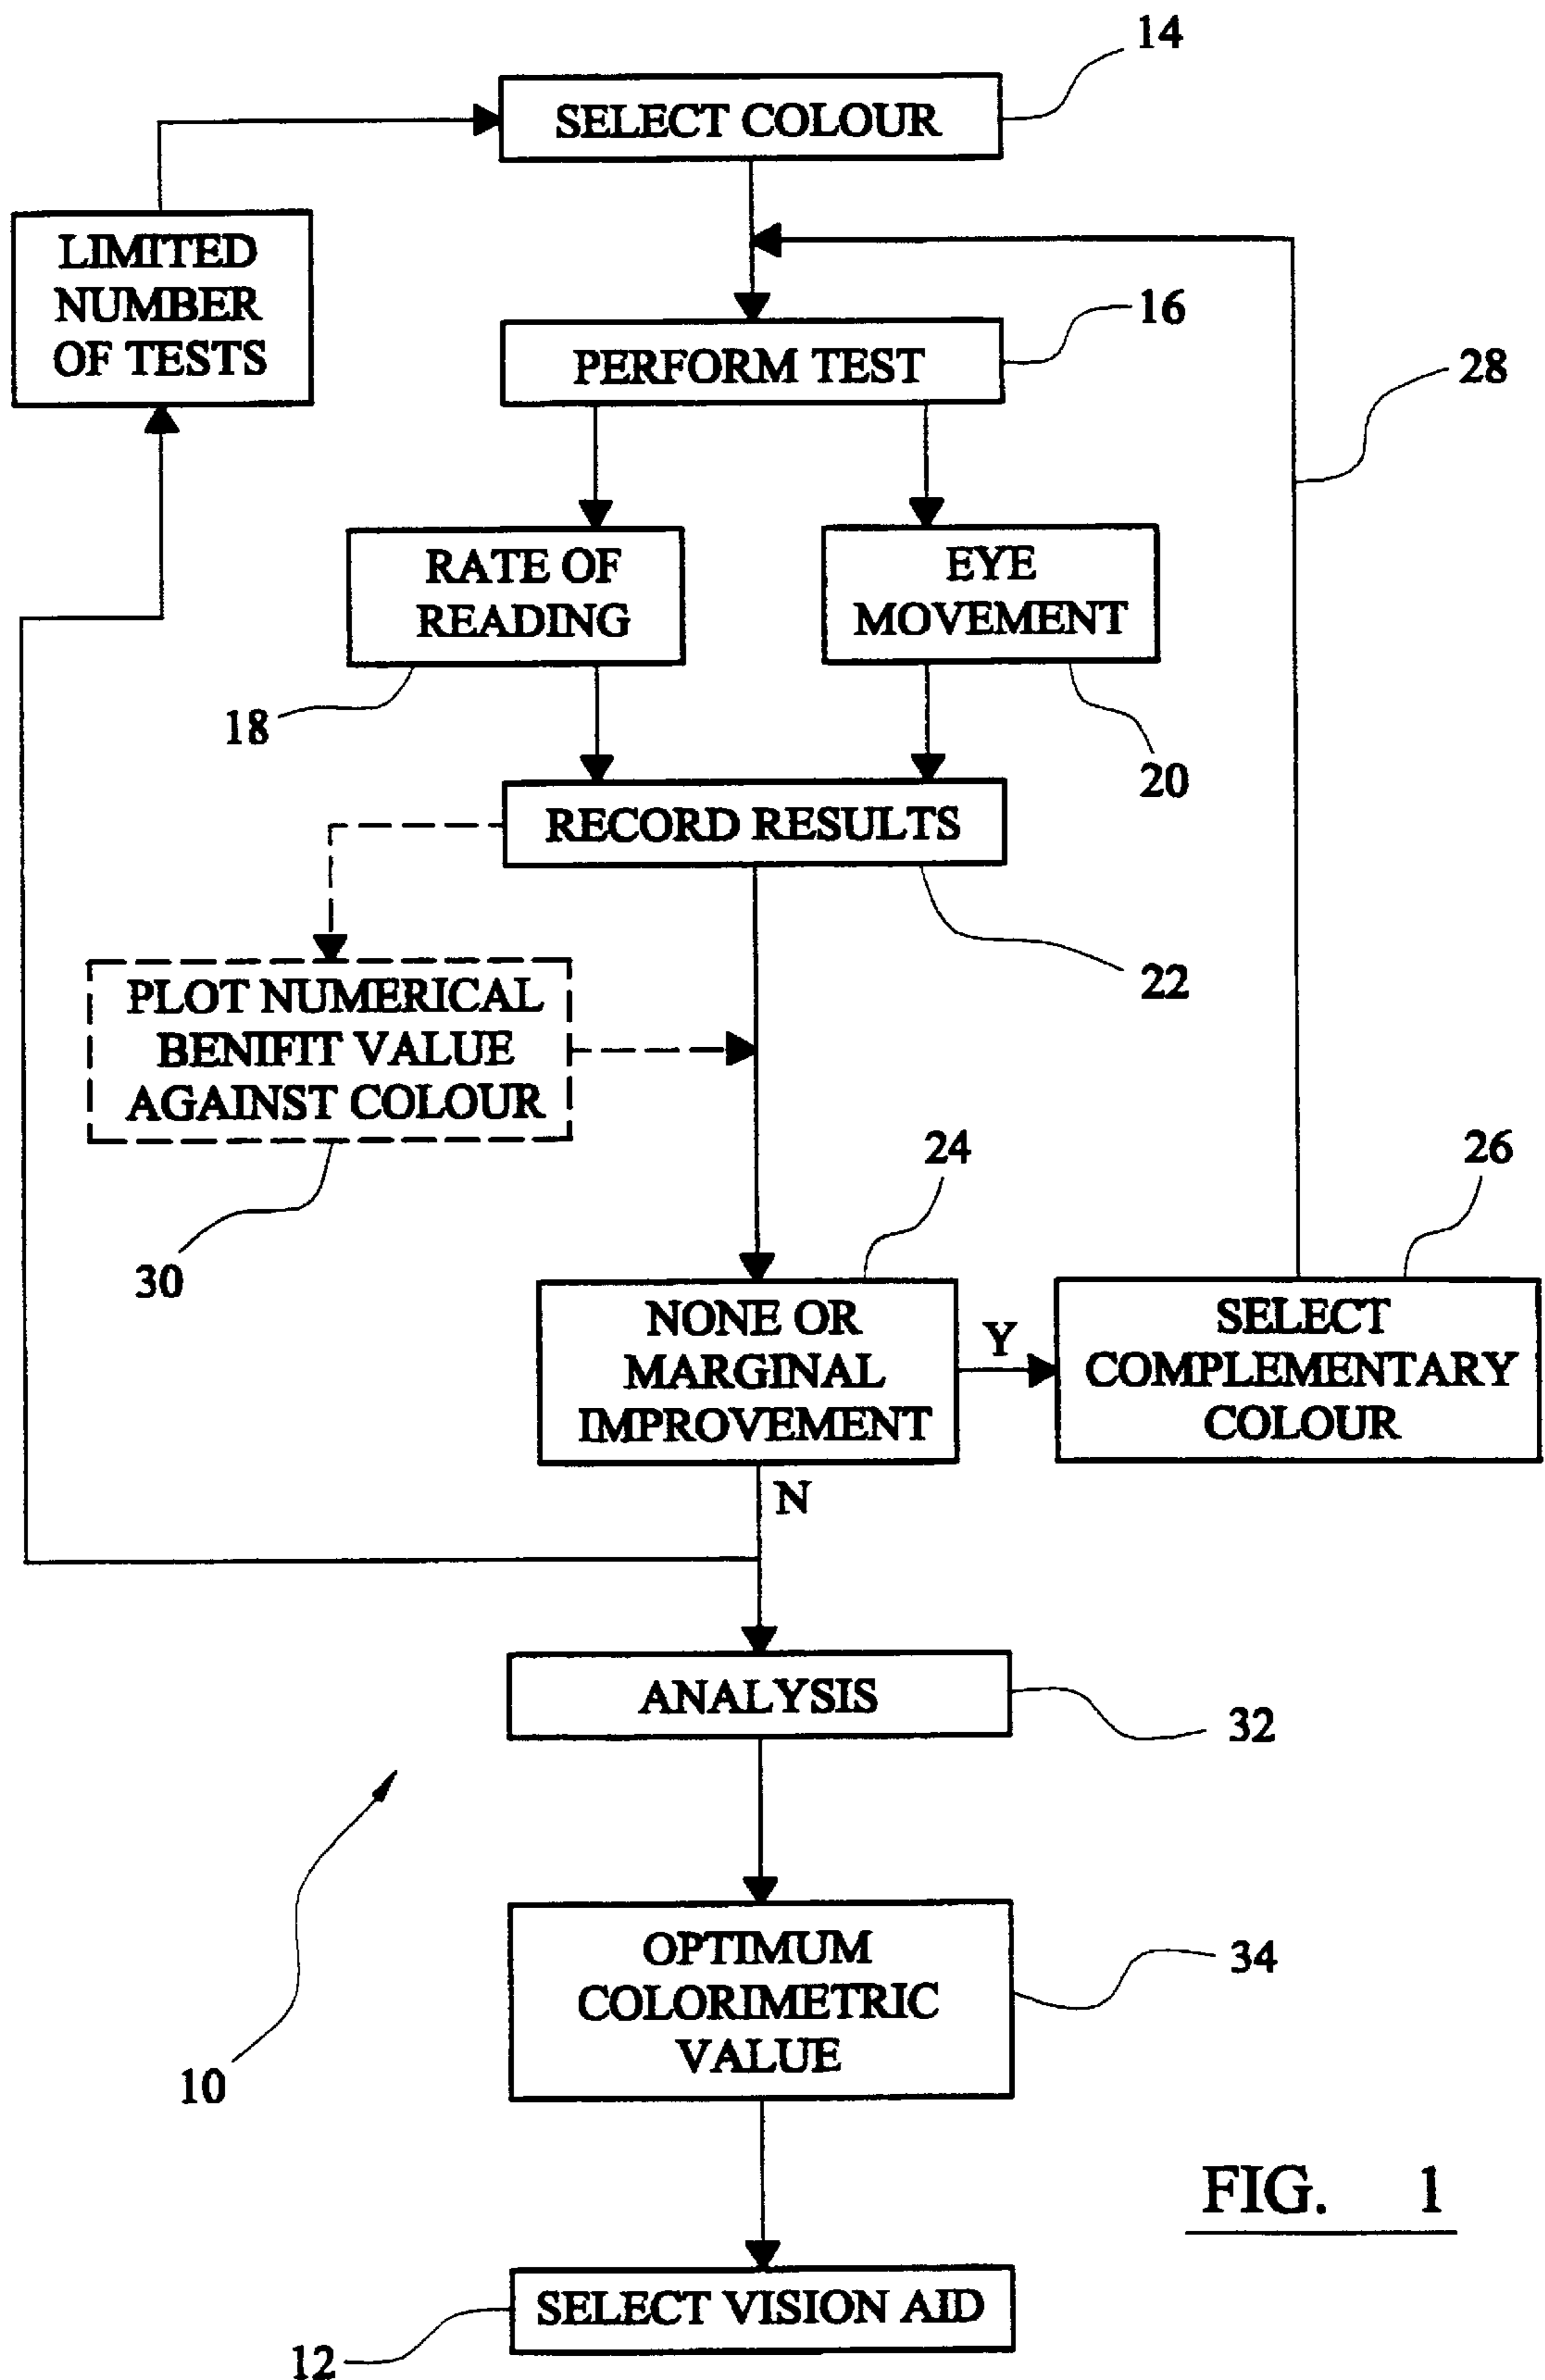 14
SELECT COLOUR
LIMITED
NUMBER
OF TESTS
16
PERFORM TEST
28
RATE OF
READING
EYE
MOVEMENT
18
20
RECORD RESULTS
22
PLOT NUMERICAL
BENIFIT VALUE
AGAINST COLOUR
30
24
26
NONE OR
MARGINAL
IMPROVEMENT
Y
SELECT
COMPLEMENTARY
COLOUR
N
ANALYSIS
32
OPTIMUM
COLORIMETRIC
VALUE
34
10
FIG. 1
SELECT VISION AID
12